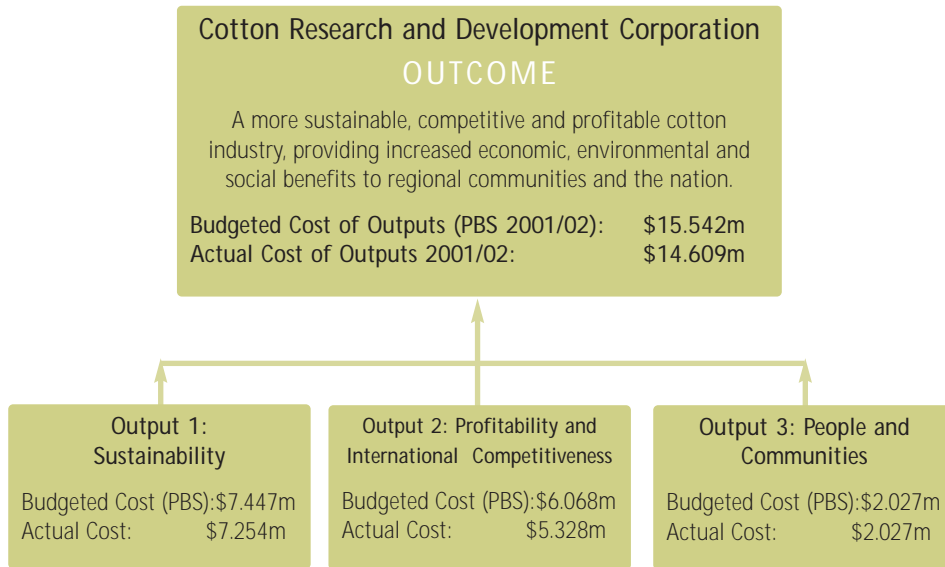 Cotton Research and Development Corporation
OUTCOME
A more sustainable, competitive and profitable cotton
industry, providing increased economic, environmental and
social benefits to regional communities and the nation.
Budgeted Cost of Outputs (PBS 2001/02): $15.542m
Actual Cost of Outputs 2001/02: $14.609m
Output 1:
Sustainability
Budgeted Cost (PBS):$7.447m
Actual Cost: $7.254m
Output 2: Profitability and
International Competitiveness
Budgeted Cost (PBS):$6.068m
Actual Cost: $5.328m
Output 3: People and
Communities
Budgeted Cost (PBS):$2.027m
Actual Cost: $2.027m